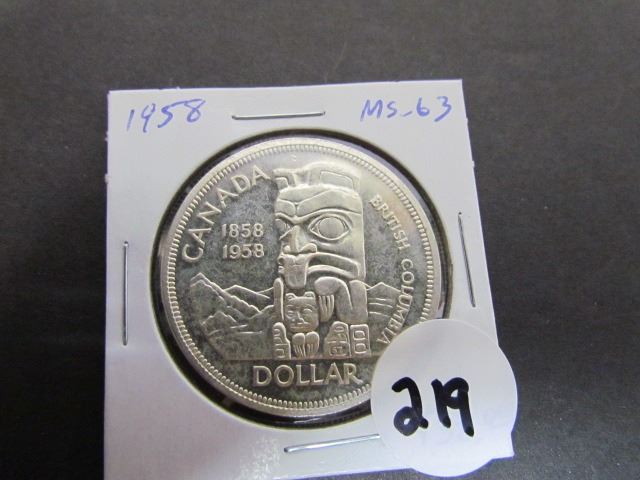 1958 MS-63
CANADA
1858
1958
BRITISH COLUMBIA
DOLLAR
219